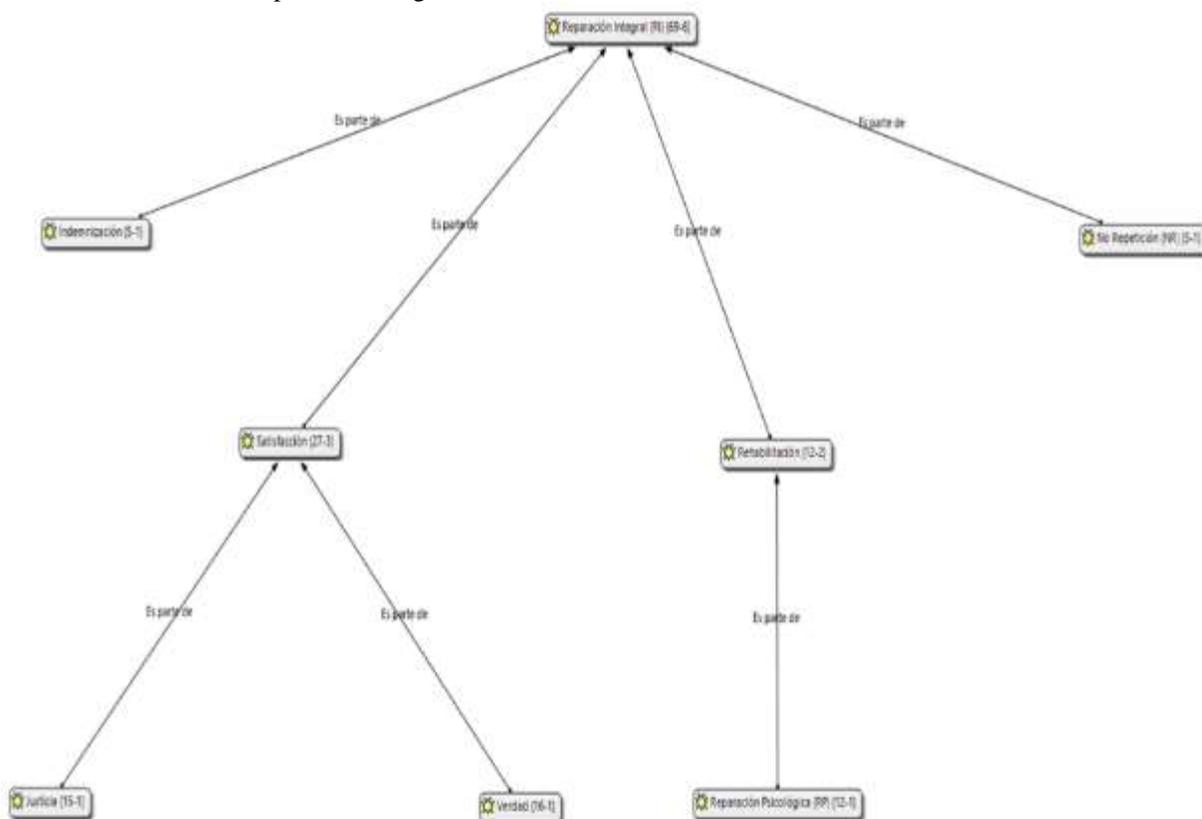 Reparación Integral (RI) (69-6)
Es parte de
Es parte de
Es parte de
Es parte de
Indemnización (5-1)
No Repetición (NR) (5-1)
Satisfacción (27-3)
Rehabilitación (12-2)
Es parte de
Es parte de
Es parte de
Justicia (15-1)
Verdad (16-1)
Reparación Psicológica (RP) (12-1)